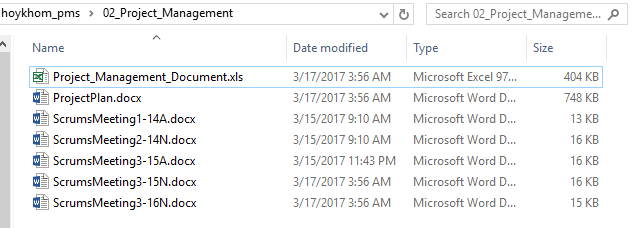 hoykhom_pms > 02_Project_Management Search 02_Project_Manageme...
Name Date modified Type Size
Project_Management_Document.xls 3/17/2017 3:56 AM Microsoft Excel 97... 404 KB
ProjectPlan.docx 3/17/2017 3:56 AM Microsoft Word D... 748 KB
ScrumsMeeting1-14A.docx 3/15/2017 9:10 AM Microsoft Word D... 13 KB
ScrumsMeeting2-14N.docx 3/15/2017 9:10 AM Microsoft Word D... 16 KB
ScrumsMeeting3-15A.docx 3/15/2017 11:43 PM Microsoft Word D... 16 KB
ScrumsMeeting3-15N.docx 3/17/2017 3:56 AM Microsoft Word D... 16 KB
ScrumsMeeting3-16N.docx 3/17/2017 3:56 AM Microsoft Word D... 15 KB